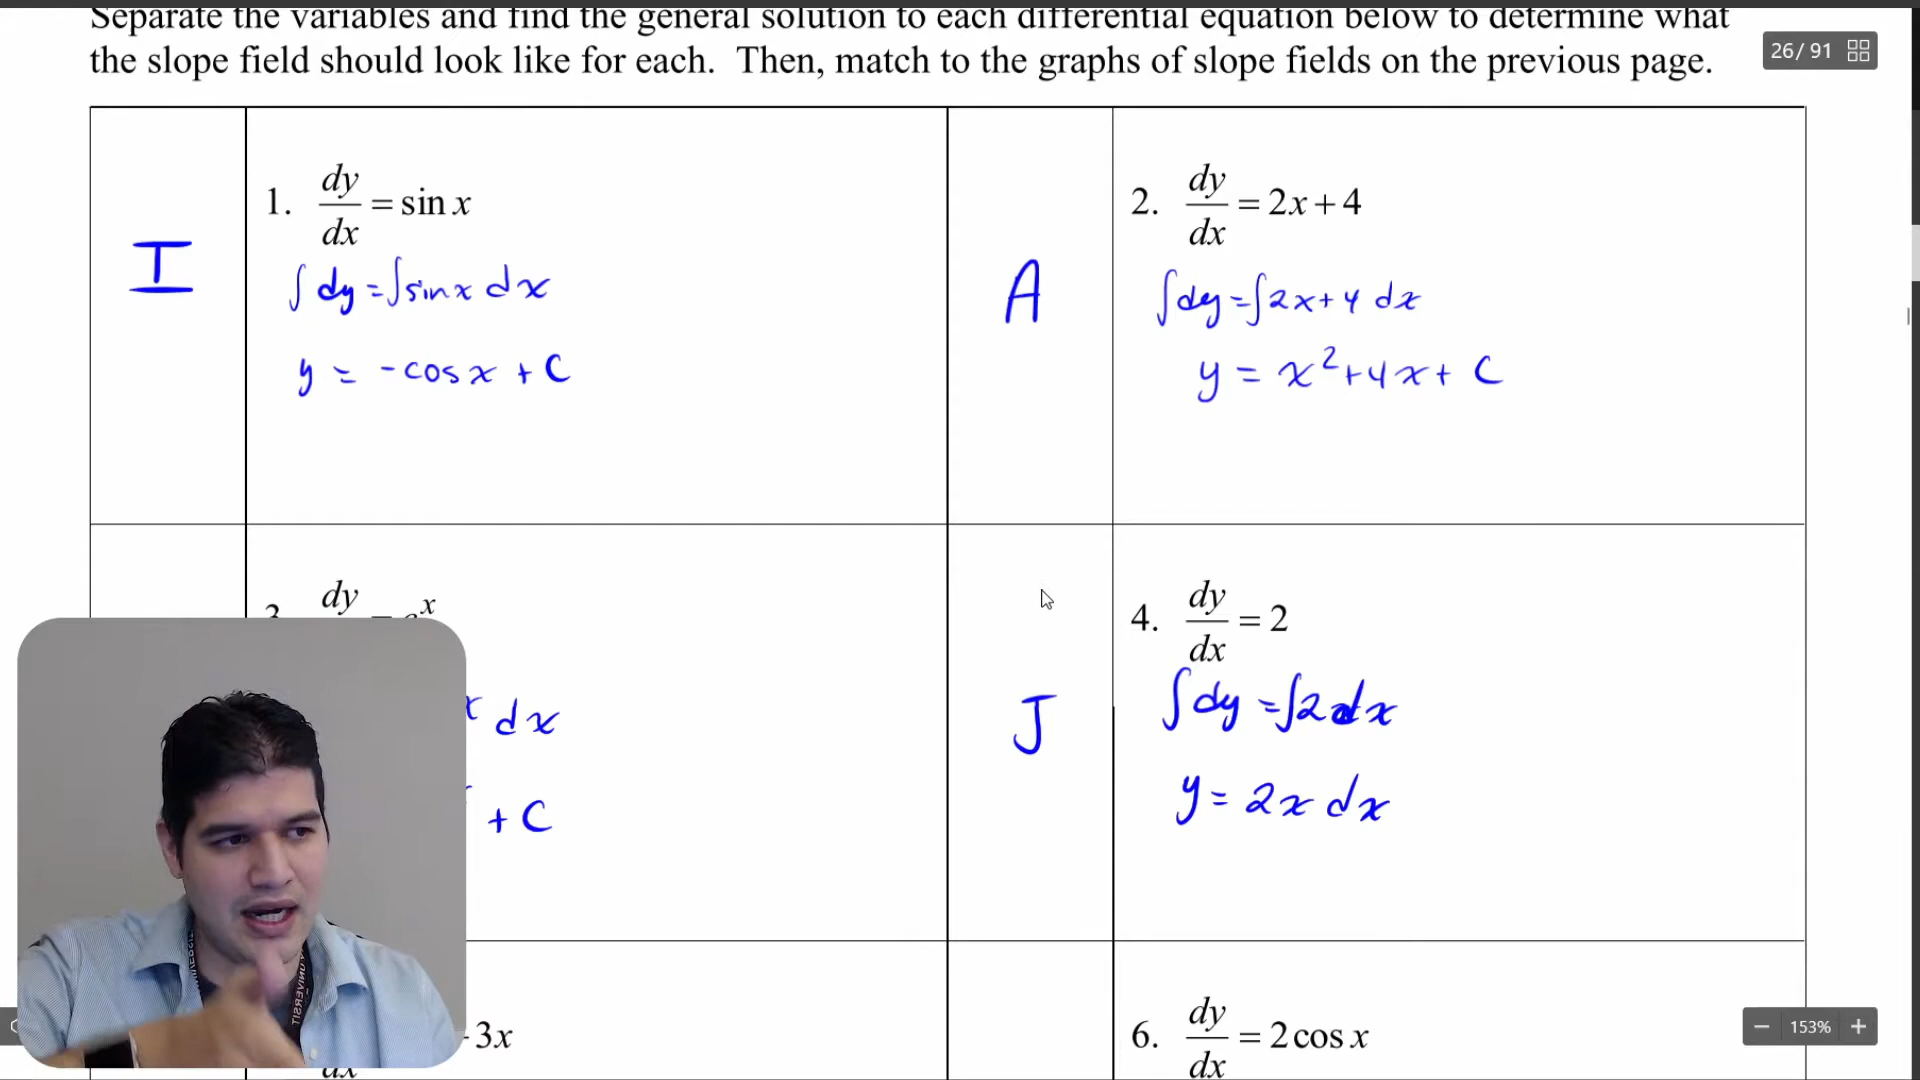 Separate the variables and find the general solution to each differential equation below to determine what
the slope field should look like for each. Then, match to the graphs of slope fields on the previous page.
26/ 91
I
1. dy/dx = sin x
∫dy = ∫sin x dx
y = -cos x + C
A
2. dy/dx = 2x + 4
∫dy = ∫2x + 4 dx
y = x² + 4x + C
dy
x
dx
+ C
J
4. dy/dx = 2
∫dy = ∫2dx
y = 2x dx
3x
6. dy/dx = 2 cos x
153%